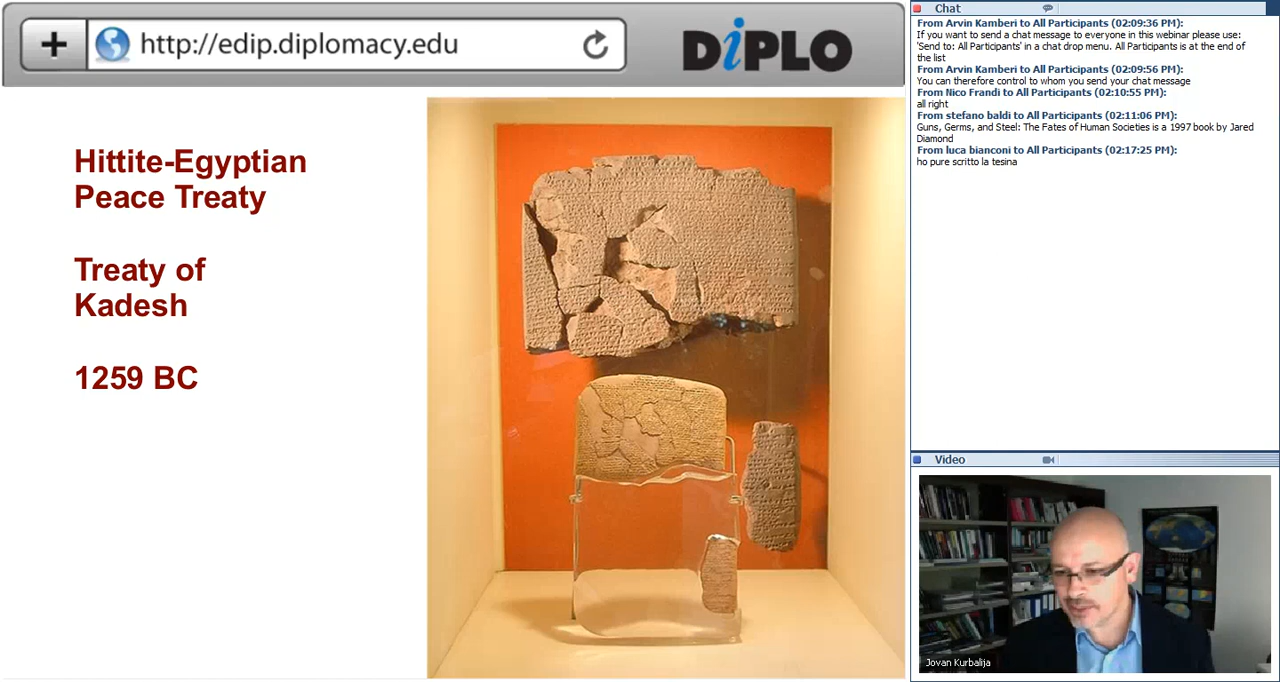 http://edip.diplomacy.edu
DiPLO
Hittite-Egyptian
Peace Treaty
Treaty of
Kadesh
1259 BC
Chat
From Arvin Kamberi to All Participants (02:09:36 PM):
If you want to send a chat message to everyone in this webinar please use:
'Send to: All Participants' in a chat drop menu. All Participants is at the end of
the list
From Arvin Kamberi to All Participants (02:09:56 PM):
You can therefore control to whom you send your chat message
From Nico Frandi to All Participants (02:10:55 PM):
all right
From stefano baldi to All Participants (02:11:06 PM):
Guns, Germs, and Steel: The Fates of Human Societies is a 1997 book by Jared
Diamond
From luca bianconi to All Participants (02:17:25 PM):
ho pure scritto la tesina
Video
Jovan Kurbalija